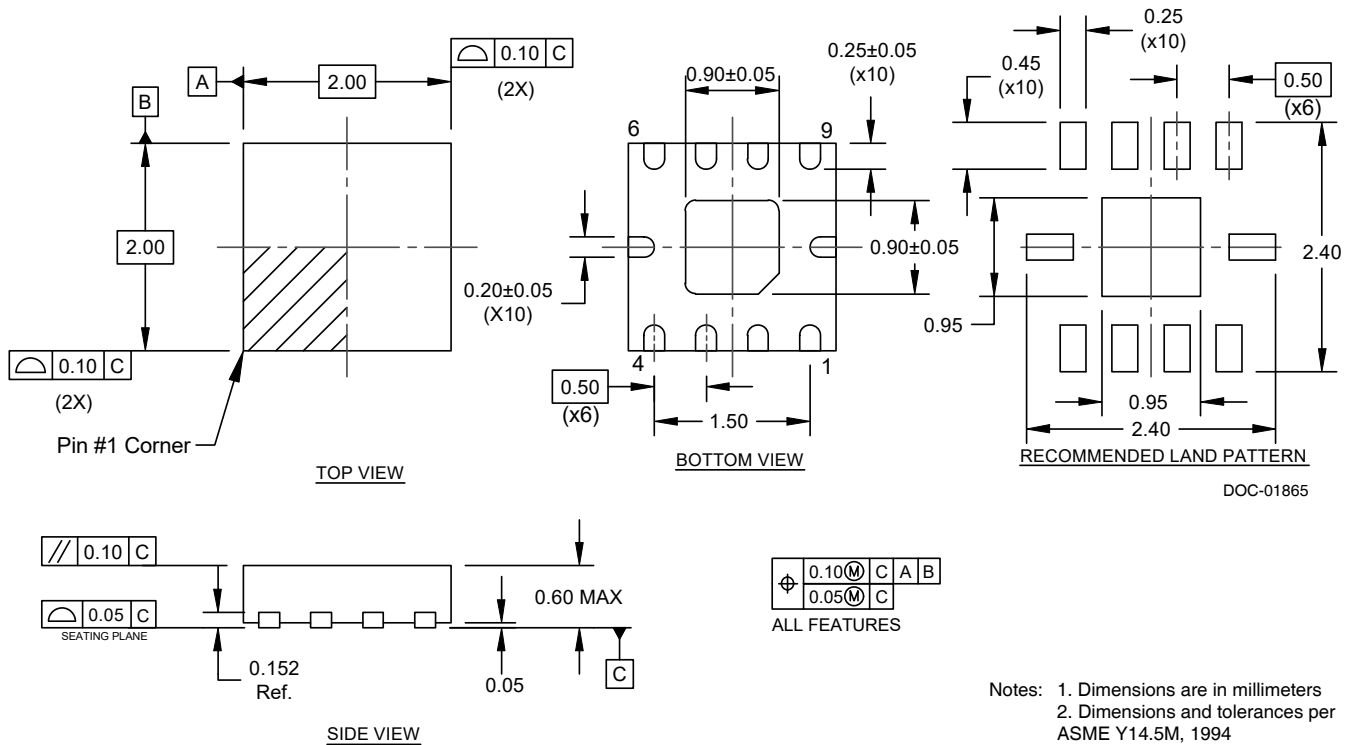 A
2.00
⌓ 0.10 C
(2X)
B
2.00
⌓ 0.10 C
(2X)
Pin #1 Corner
TOP VIEW
0.90±0.05
0.25±0.05
(x10)
6
9
0.90±0.05
0.20±0.05
(X10)
4
1
0.50
(x6)
1.50
BOTTOM VIEW
0.25
(x10)
0.45
(x10)
0.50
(x6)
2.40
0.95
0.95
2.40
RECOMMENDED LAND PATTERN
DOC-01865
// 0.10 C
⌓ 0.05 C
SEATING PLANE
0.152
Ref.
0.60 MAX
0.05
C
SIDE VIEW
⌖ 0.10Ⓜ C A B
0.05Ⓜ C
ALL FEATURES
Notes: 1. Dimensions are in millimeters
2. Dimensions and tolerances per
ASME Y14.5M, 1994